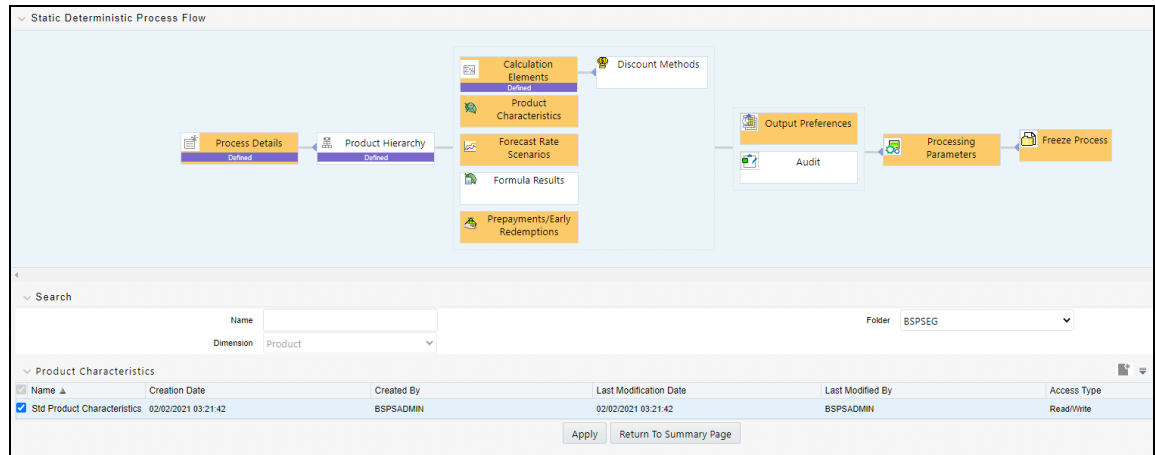 Static Deterministic Process Flow
Calculation
Elements
Defined
Discount Methods
Product
Characteristics
Process Details
Defined
Product Hierarchy
Defined
Forecast Rate
Scenarios
Formula Results
Prepayments/Early
Redemptions
Output Preferences
Audit
Processing
Parameters
Freeze Process
Search
Name
Folder BSPSEG
Dimension Product
Product Characteristics
Name Creation Date Created By Last Modification Date Last Modified By Access Type
Std Product Characteristics 02/02/2021 03:21:42 BSPSADMIN 02/02/2021 03:21:42 BSPSADMIN Read/Write
Apply Return To Summary Page